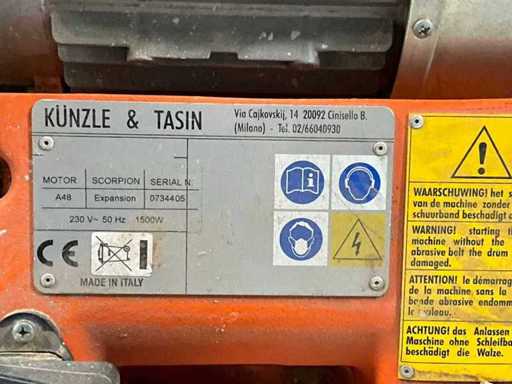 KÜNZLE & TASIN
Via Cajkovskij, 14 20092 Cinisello B.
(Milano) - Tel. 02/66040930
MOTOR SCORPION SERIAL N
A48 Expansion 0734405
230 V~ 50 Hz 1500W
CE
MADE IN ITALY
WAARSCHUWING! het s
van de machine zonder
schuurband beschadigt d
WARNING! starting th
machine without the
abrasive belt the drum
damaged.
ATTENTION! le démarrag
de la machine sans la
bande abrasive endomm
le rouleau.
ACHTUNG! das Anlassen
Maschine ohne Schleifba
beschädigt die Walze.